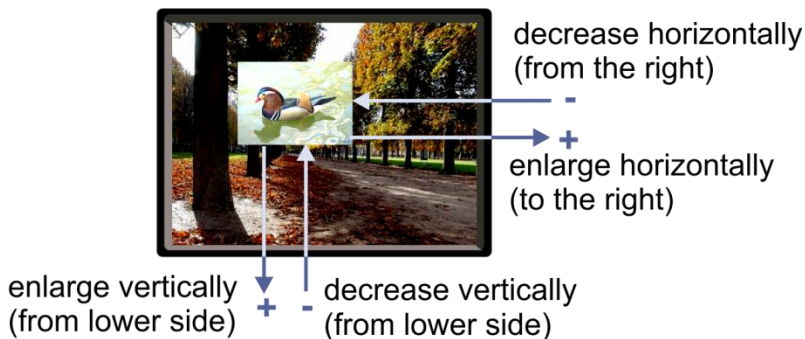 decrease horizontally
(from the right)
-
+
enlarge horizontally
(to the right)
enlarge vertically
(from lower side)
+
-
decrease vertically
(from lower side)